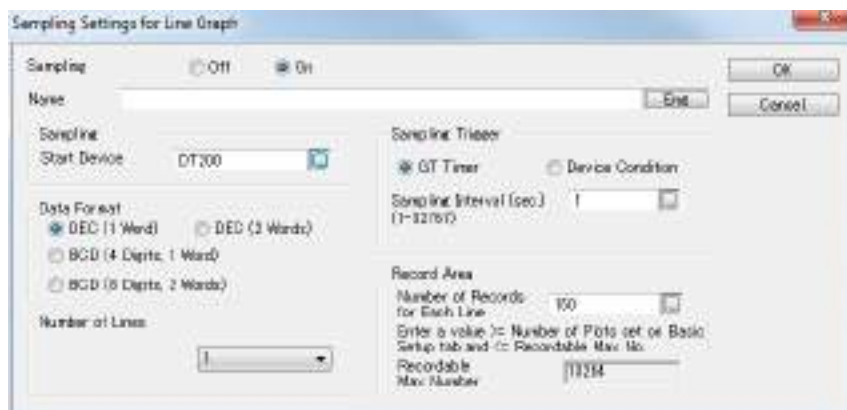 Sampling Settings for Line Graph
Sampling Off On OK
Name Eng Cancel
Sampling
Start Device DT200
Sampling Trigger
GT Timer Device Condition
Sampling Interval (sec.) 1
(1-32767)
Data Format
DEC (1 Word) DEC (2 Words)
BCD (4 Digits, 1 Word)
BCD (8 Digits, 2 Words)
Number of Lines
1
Record Area
Number of Records
for Each Line
Enter a value >= Number of Plots set on Basic
Setup tab and <= Recordable Max No.
Recordable
Max Number